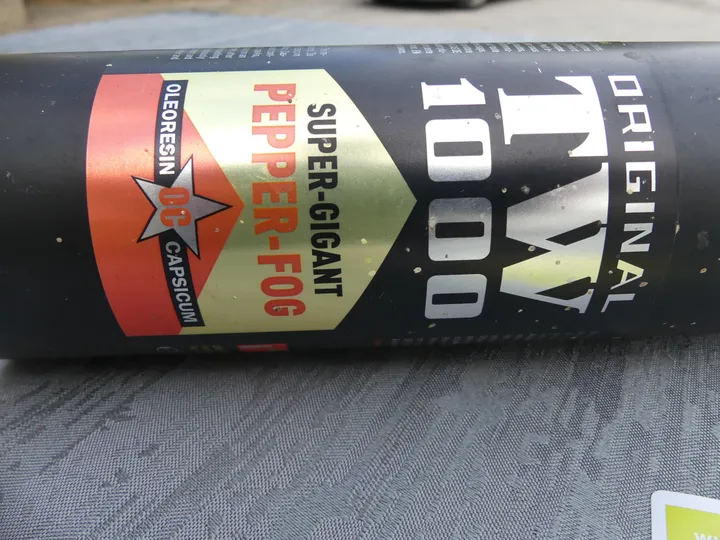 ORIGINAL
TW
1000
SUPER-GIGANT
PEPPER-FOG
OLEORESIN OC CAPSICUM